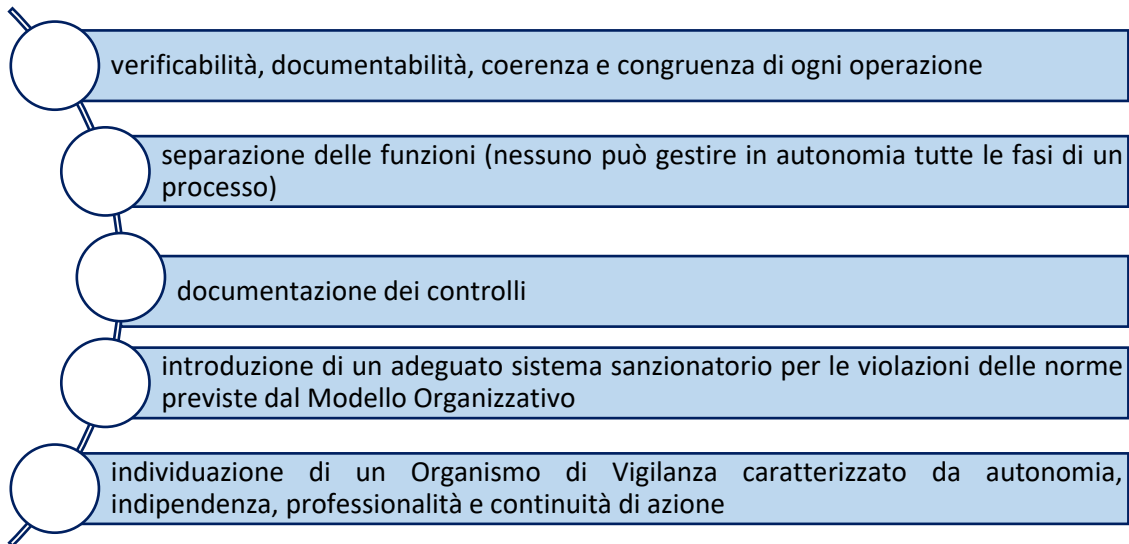 verificabilità, documentabilità, coerenza e congruenza di ogni operazione
separazione delle funzioni (nessuno può gestire in autonomia tutte le fasi di un
processo)
documentazione dei controlli
introduzione di un adeguato sistema sanzionatorio per le violazioni delle norme
previste dal Modello Organizzativo
individuazione di un Organismo di Vigilanza caratterizzato da autonomia,
indipendenza, professionalità e continuità di azione